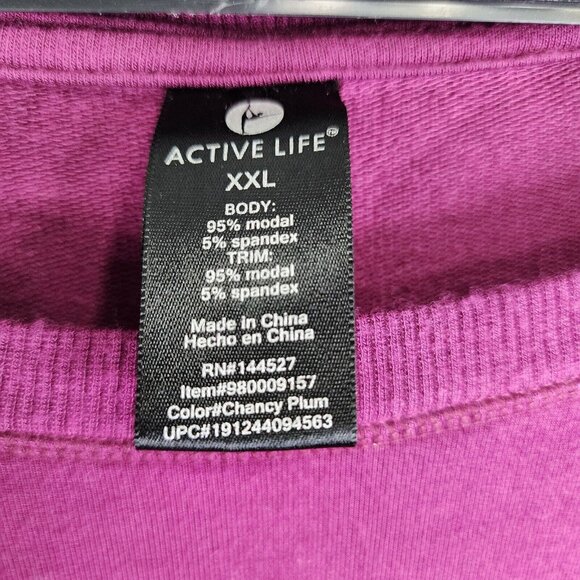 ACTIVE LIFE™
XXL
BODY:
95% modal
5% spandex
TRIM:
95% modal
5% spandex
Made in China
Hecho en China
RN#144527
Item#980009157
Color#Chancy Plum
UPC#191244094563